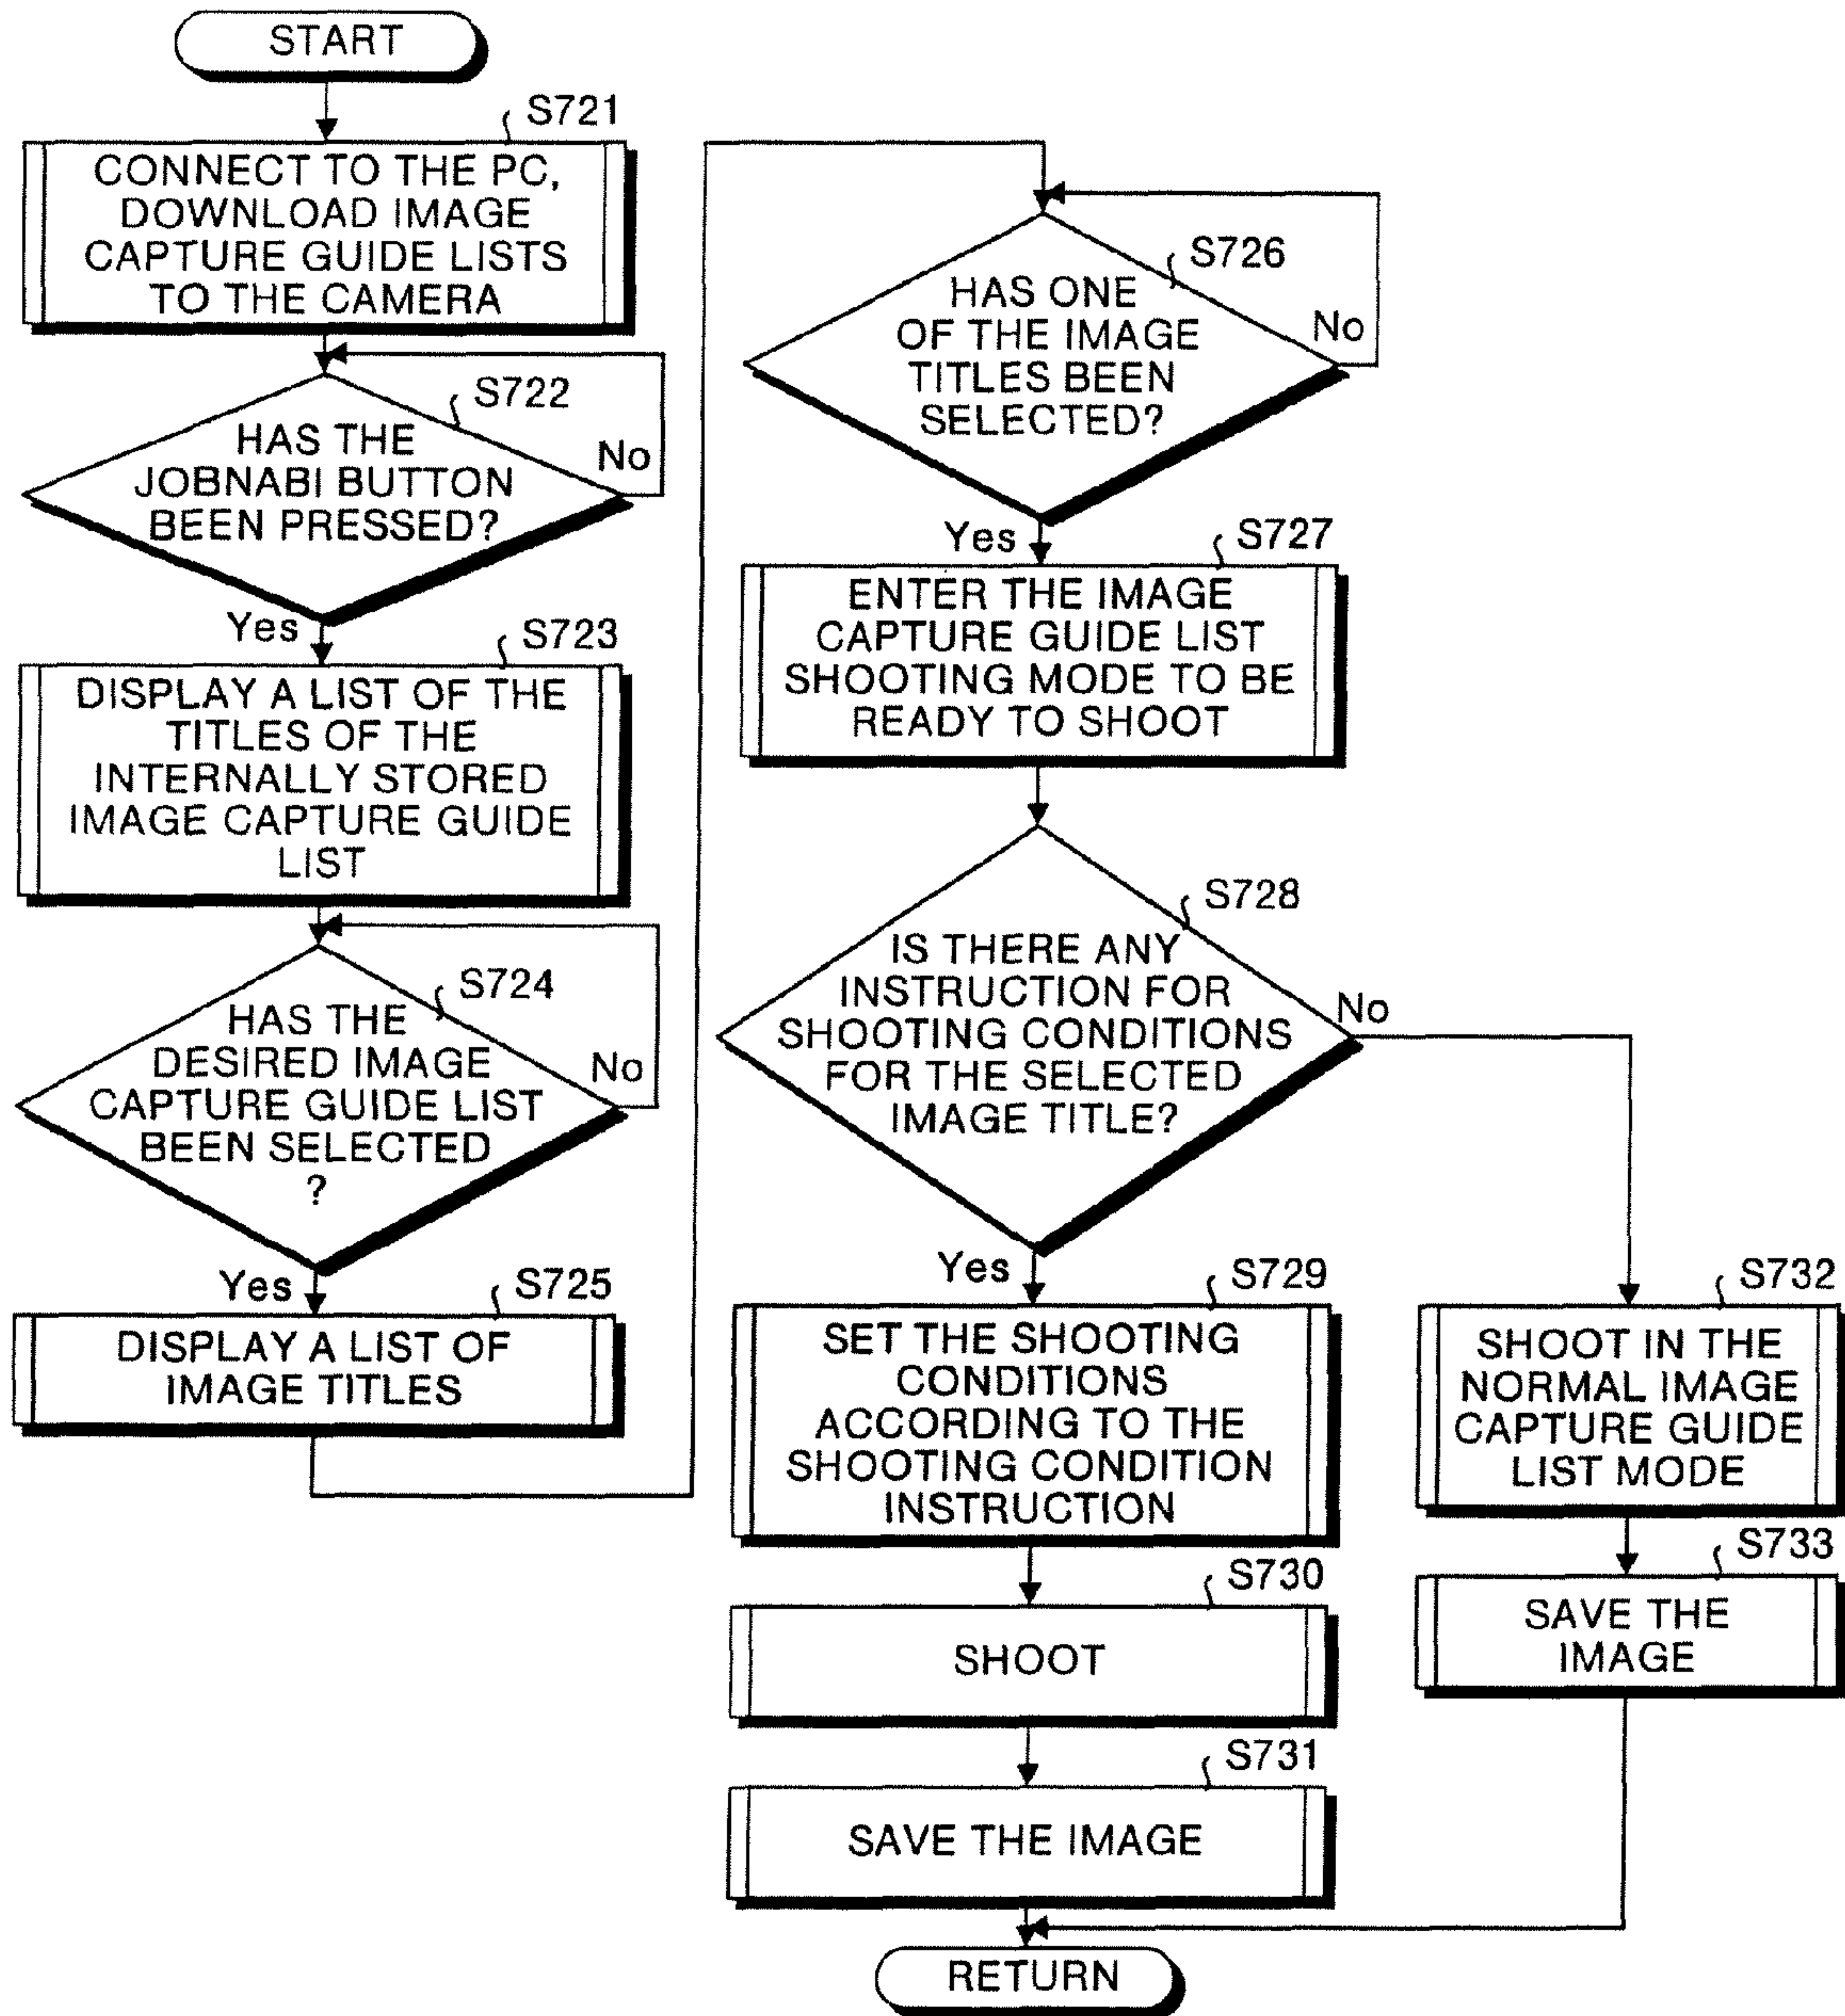 START
S721
CONNECT TO THE PC,
DOWNLOAD IMAGE
CAPTURE GUIDE LISTS
TO THE CAMERA
S722
HAS THE
JOBNABI BUTTON
BEEN PRESSED?
No
Yes
S723
DISPLAY A LIST OF THE
TITLES OF THE
INTERNALLY STORED
IMAGE CAPTURE GUIDE
LIST
S724
HAS THE
DESIRED IMAGE
CAPTURE GUIDE LIST
BEEN SELECTED
?
No
Yes
S725
DISPLAY A LIST OF
IMAGE TITLES
S726
HAS ONE
OF THE IMAGE
TITLES BEEN
SELECTED?
No
Yes
S727
ENTER THE IMAGE
CAPTURE GUIDE LIST
SHOOTING MODE TO BE
READY TO SHOOT
S728
IS THERE ANY
INSTRUCTION FOR
SHOOTING CONDITIONS
FOR THE SELECTED
IMAGE TITLE?
No
Yes
S729
SET THE SHOOTING
CONDITIONS
ACCORDING TO THE
SHOOTING CONDITION
INSTRUCTION
S730
SHOOT
S731
SAVE THE IMAGE
S732
SHOOT IN THE
NORMAL IMAGE
CAPTURE GUIDE
LIST MODE
S733
SAVE THE
IMAGE
RETURN